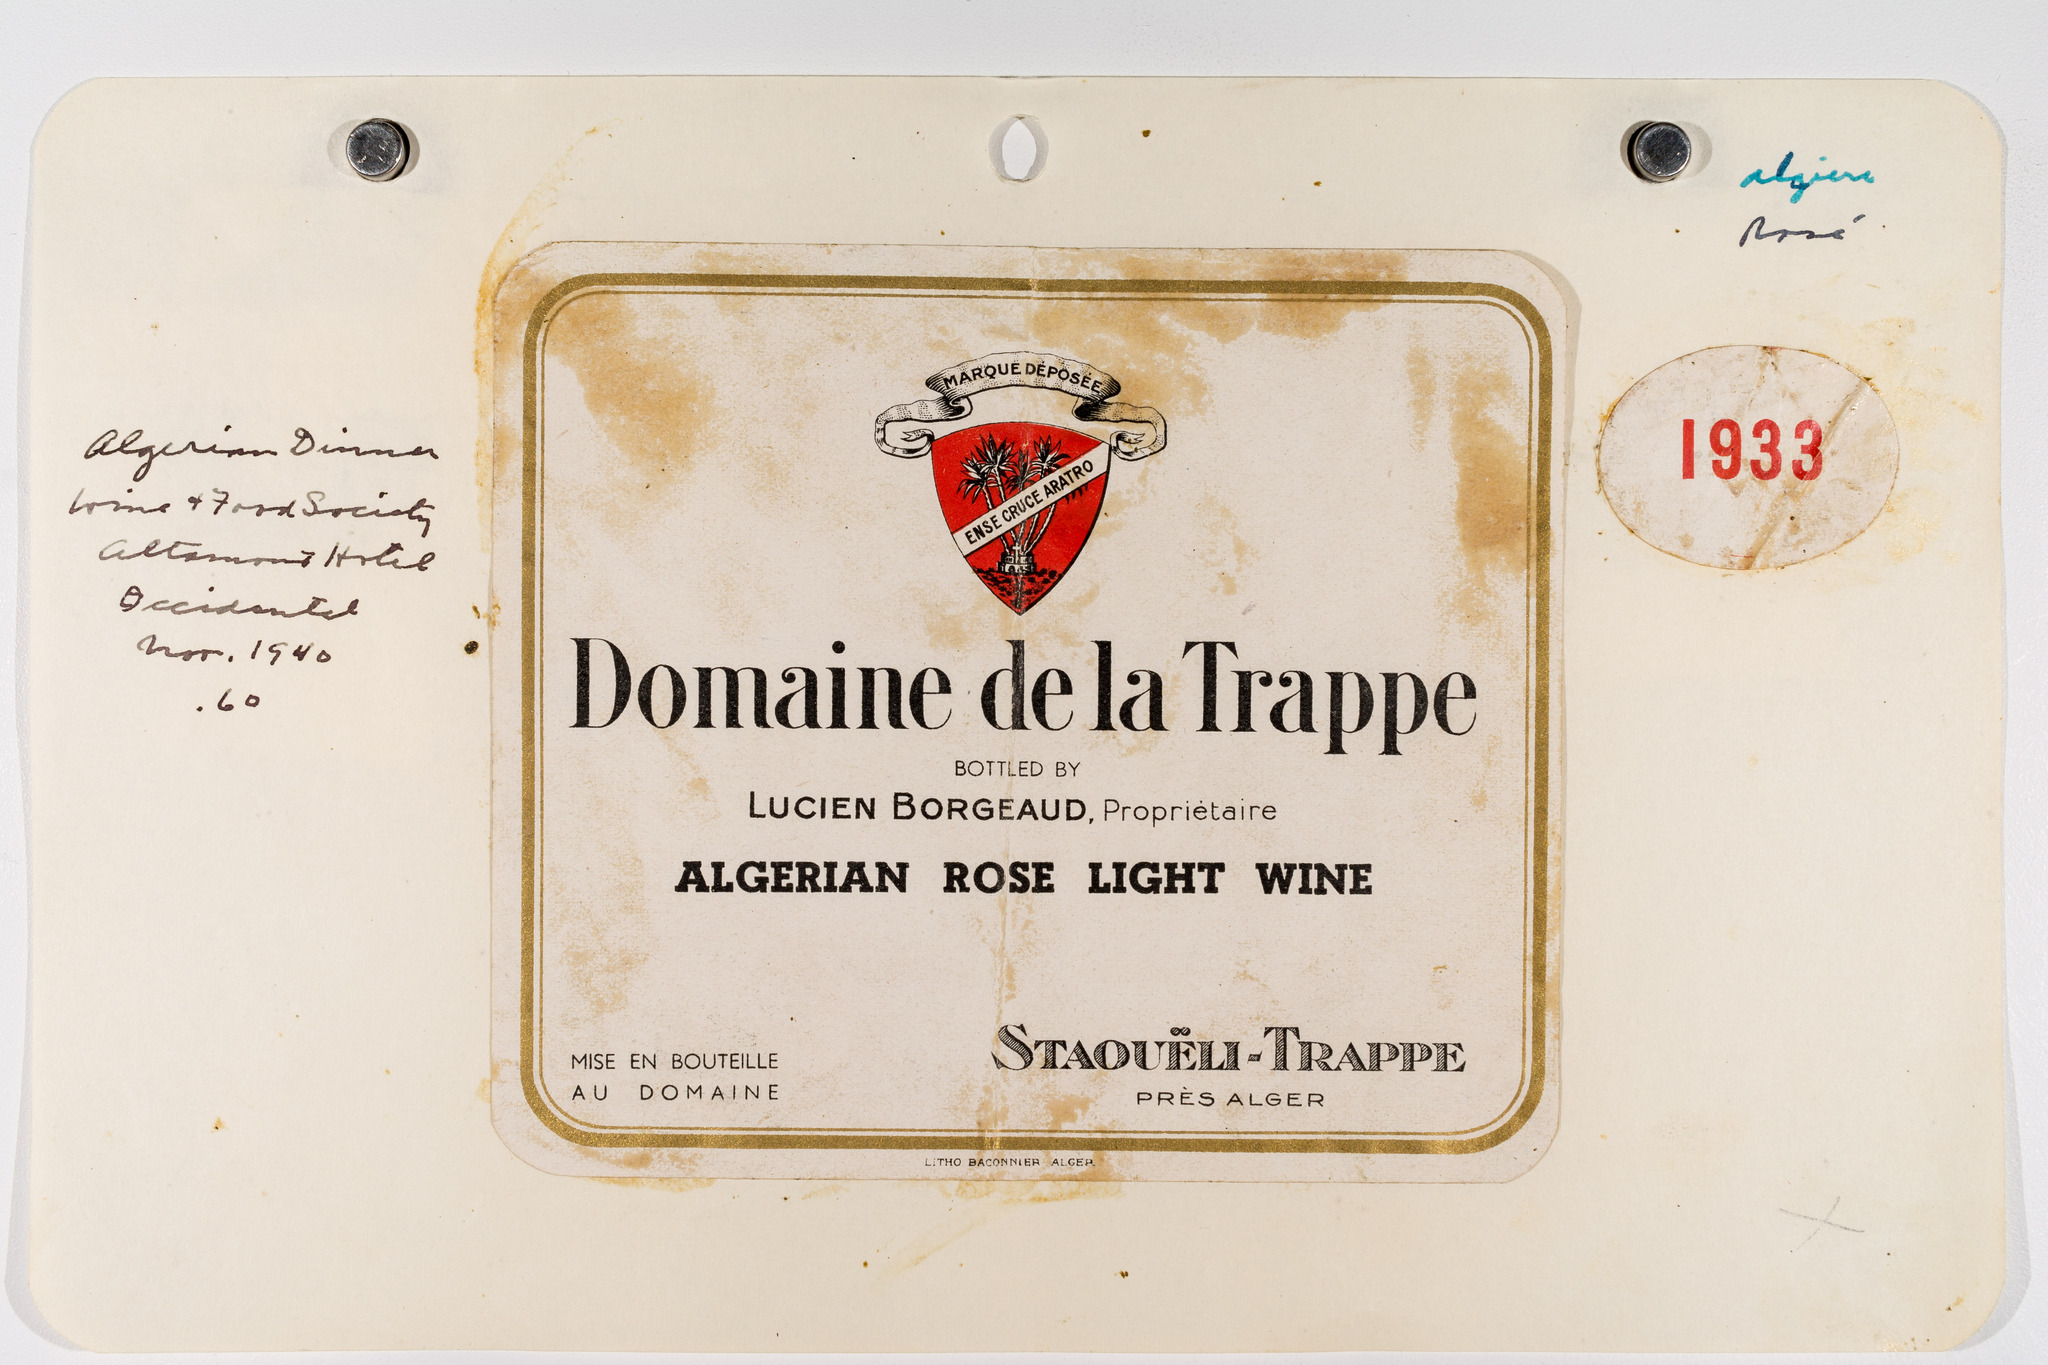 algiers
Rosé
1933
Algerian Dinner
Wine + Food Society
Altamont Hotel
Occidental
Nov. 1940
.60
MARQUE DÉPOSÉE
ENSE CRUCE ARATRO
Domaine de la Trappe
BOTTLED BY
LUCIEN BORGEAUD, Propriétaire
ALGERIAN ROSE LIGHT WINE
MISE EN BOUTEILLE
AU DOMAINE
STAOUËLI-TRAPPE
PRÈS ALGER
LITHO BACONNIER ALGER.